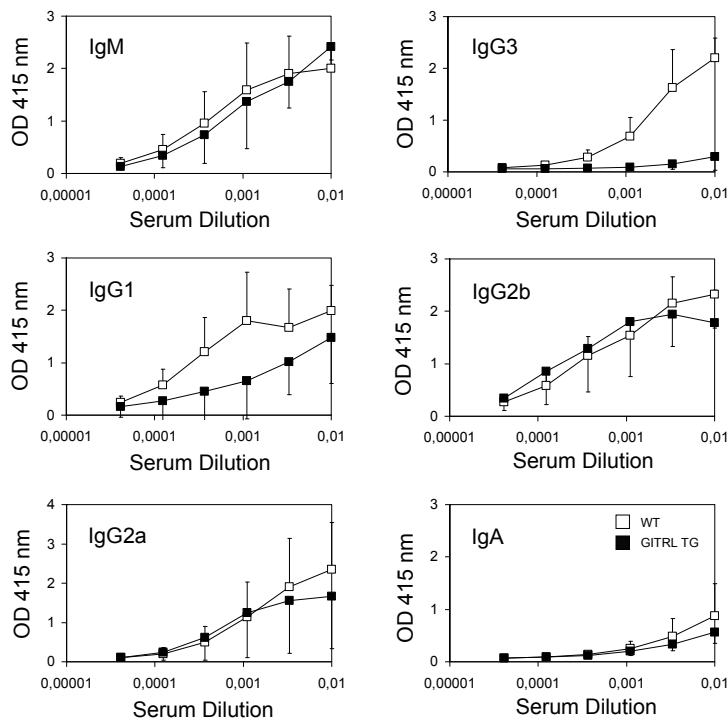 3
2
1
0
IgM
OD 415 nm
0,00001
0,0001
0,001
0,01
Serum Dilution
3
2
1
0
IgG3
OD 415 nm
0,00001
0,0001
0,001
0,01
Serum Dilution
3
2
1
0
IgG1
OD 415 nm
0,00001
0,0001
0,001
0,01
Serum Dilution
3
2
1
0
IgG2b
OD 415 nm
0,00001
0,0001
0,001
0,01
Serum Dilution
4
3
2
1
0
IgG2a
OD 415 nm
0,00001
0,0001
0,001
0,01
Serum Dilution
3
2
1
0
IgA
WT
GITRL TG
OD 415 nm
0,00001
0,0001
0,001
0,01
Serum Dilution